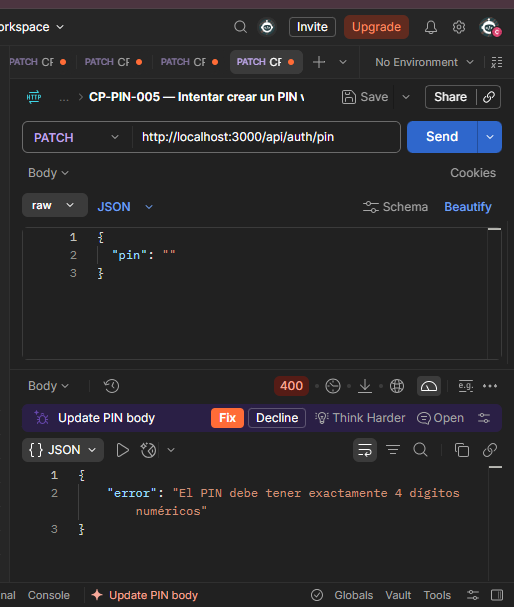 orkspace
Invite
Upgrade
PATCH CF
PATCH CF
PATCH CF
PATCH CF
No Environment
HTTP
... > CP-PIN-005 — Intentar crear un PIN v
Save
Share
PATCH
http://localhost:3000/api/auth/pin
Send
Body
Cookies
raw
JSON
Schema
Beautify
1 {
2 "pin": ""
3 }
Body
400
e.g.
Update PIN body
Fix
Decline
Think Harder
Open
{} JSON
1 {
2 "error": "El PIN debe tener exactamente 4 dígitos
numéricos"
3 }
nal
Console
Update PIN body
Globals
Vault
Tools